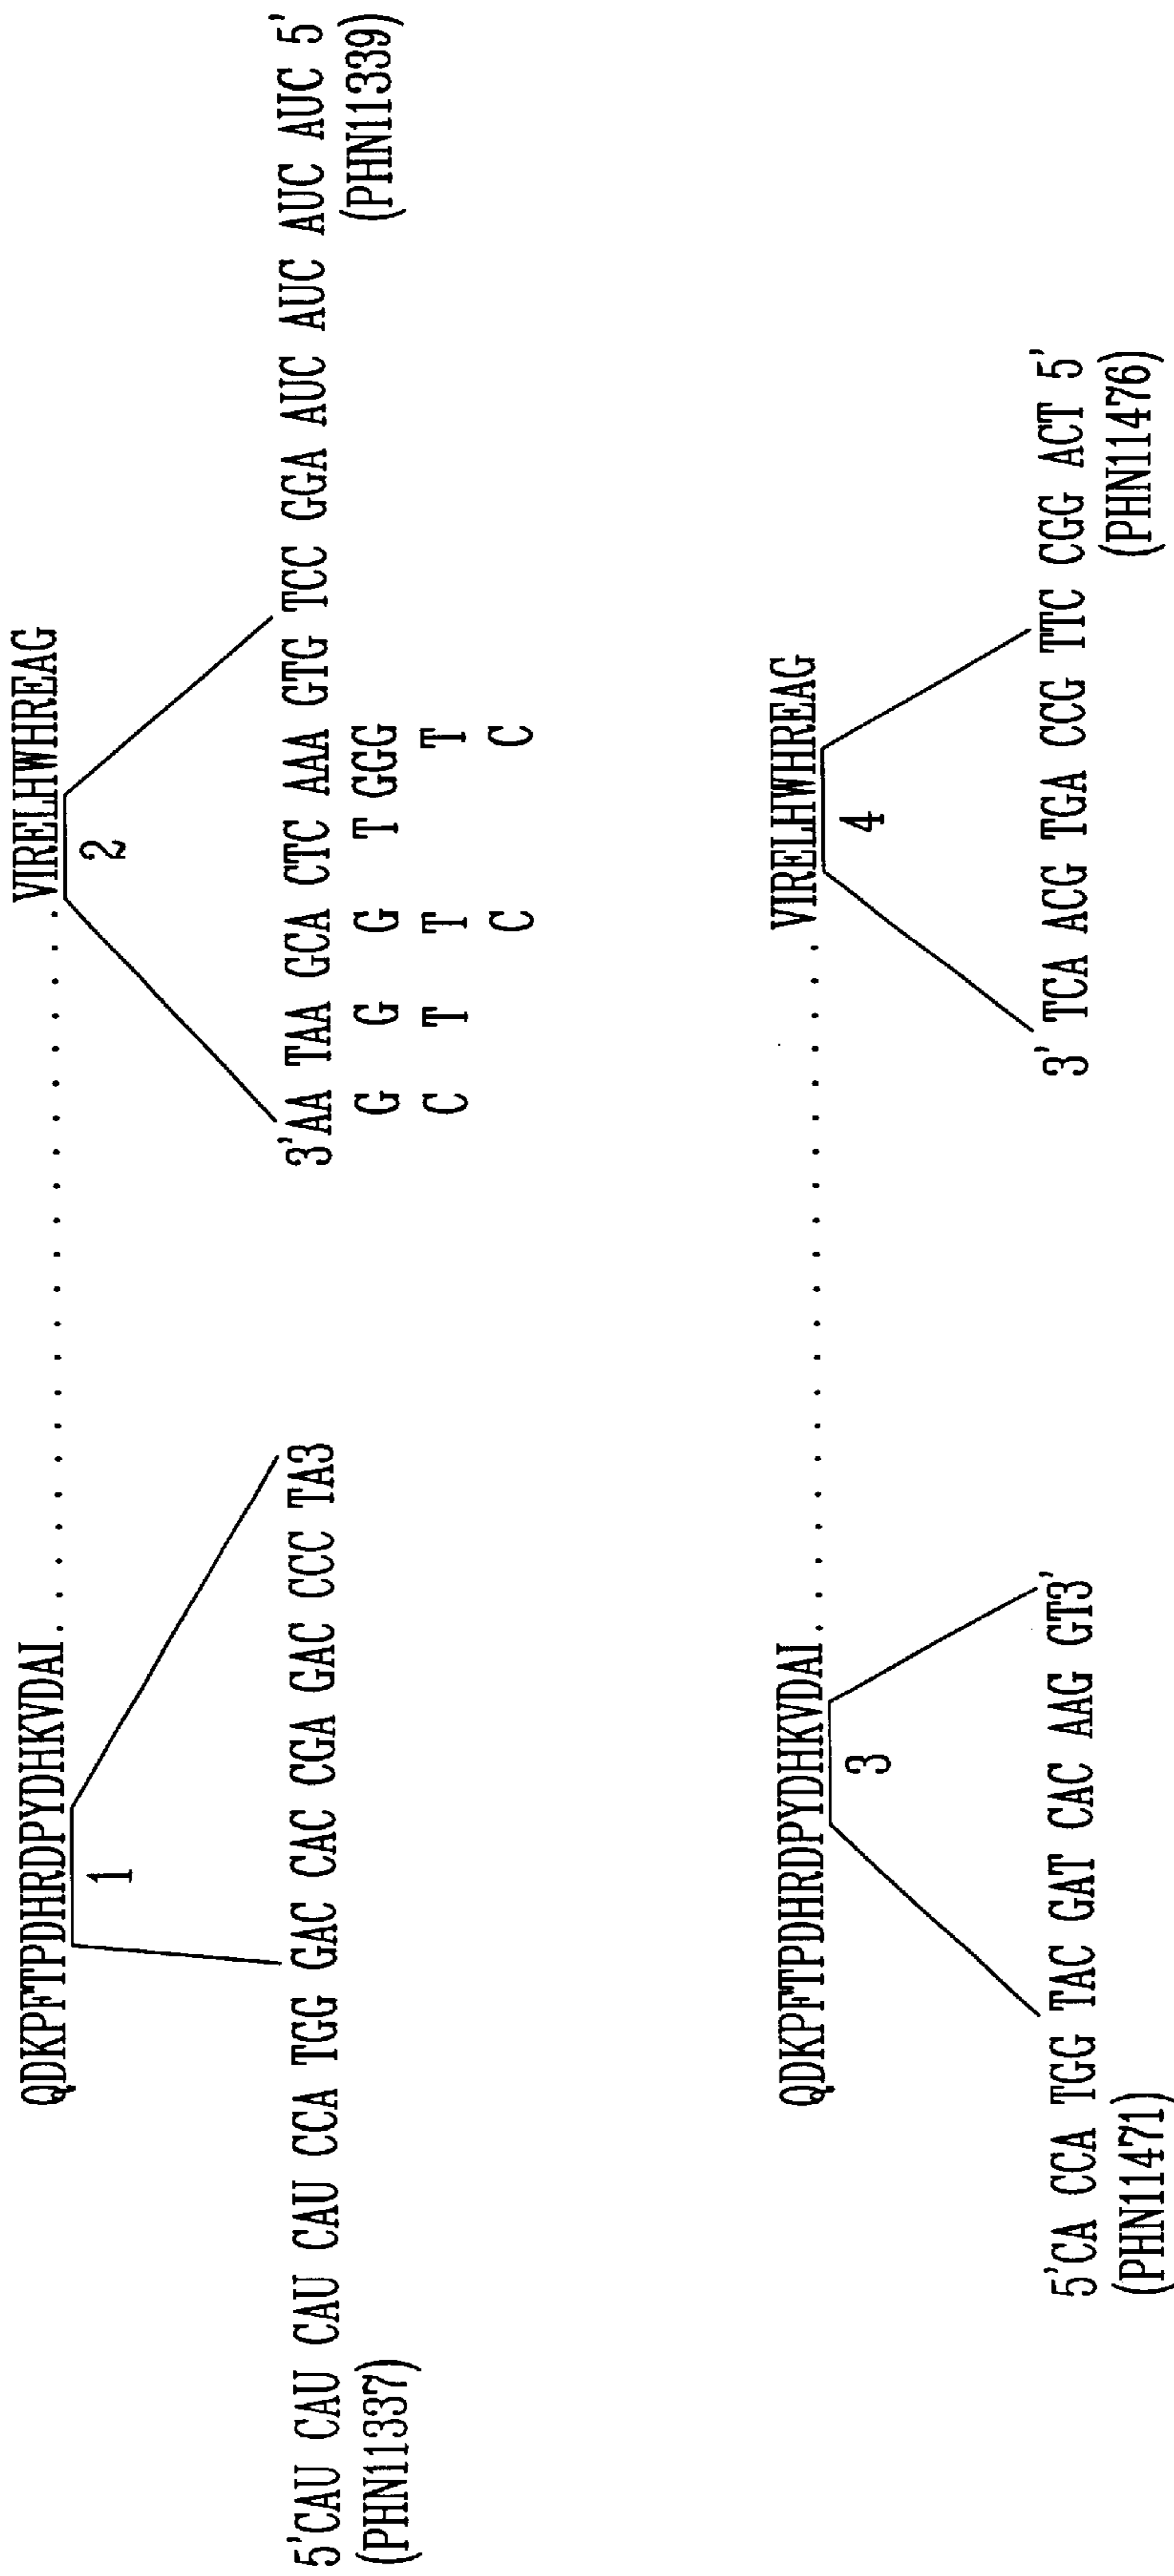 QDKPFTPDHRDPYDHKVDAI. . . . . . . . . . . . . . . . . . . . . . VIRELHWHREAG
1 2
5'CAU CAU CAU CAU CCA TGG GAC CAC CGA GAC CCC TA3 3'AA TAA GCA CTC AAA GTG TCC GGA AUC AUC AUC AUC 5'
(PHN11337) G G G T GGG (PHN11339)
C T T T
C C
QDKPFTPDHRDPYDHKVDAI. . . . . . . . . . . . . . . . . . . . . VIRELHWHREAG
3 4
5'CA CCA TGG TAC GAT CAC AAG GT3' 3' TCA ACG TGA CCG TTC CGG ACT 5'
(PHN11471) (PHN11476)